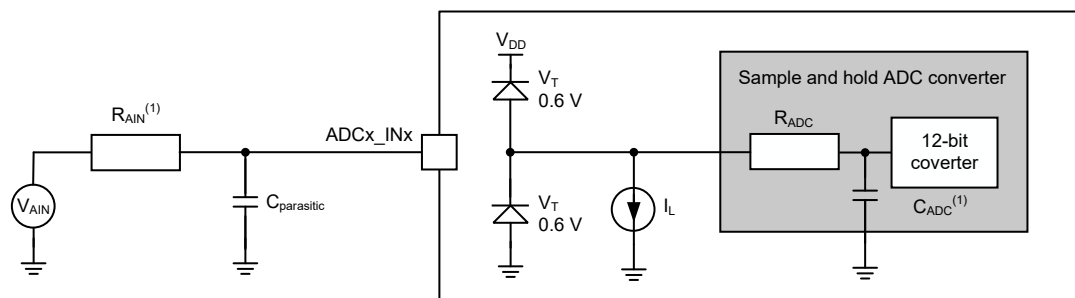 V_DD
V_T
0.6 V
Sample and hold ADC converter
R_AIN^(1)
ADCx_INx
R_ADC
12-bit
coverter
V_AIN
C_parasitic
V_T
0.6 V
I_L
C_ADC^(1)